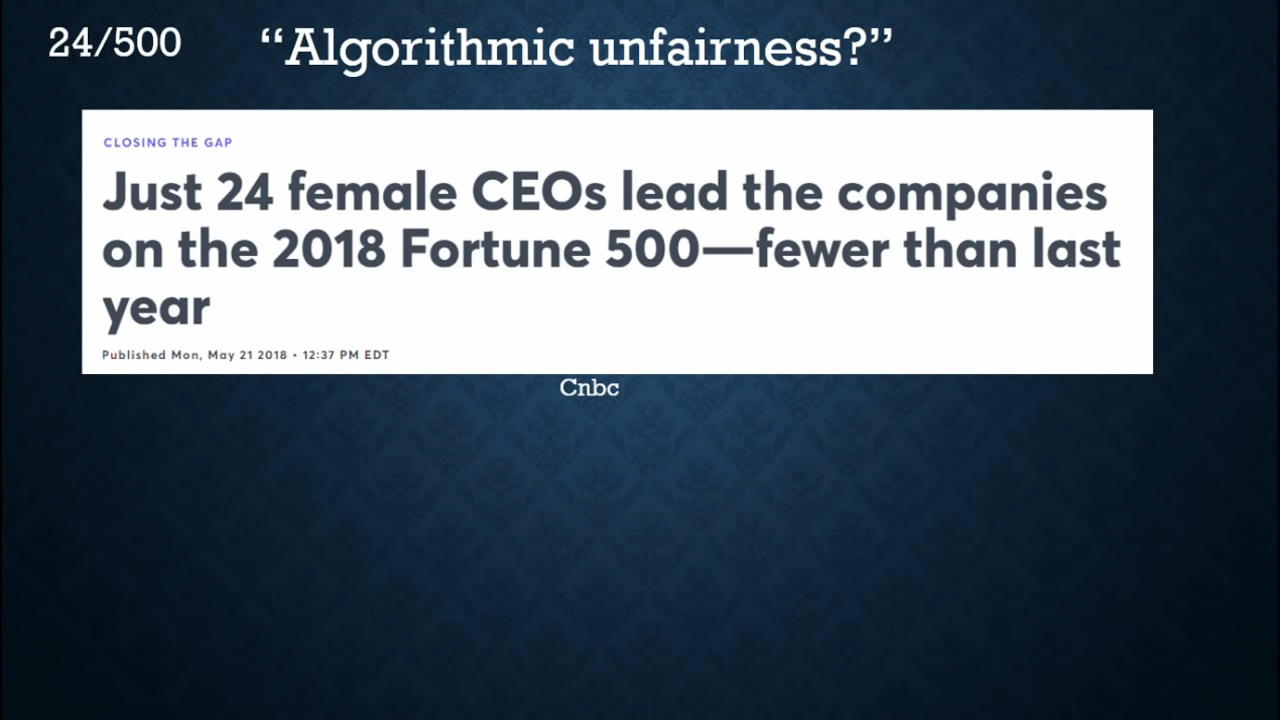 24/500
“Algorithmic unfairness?”
CLOSING THE GAP
Just 24 female CEOs lead the companies
on the 2018 Fortune 500—fewer than last
year
Published Mon, May 21 2018 • 12:37 PM EDT
Cnbc